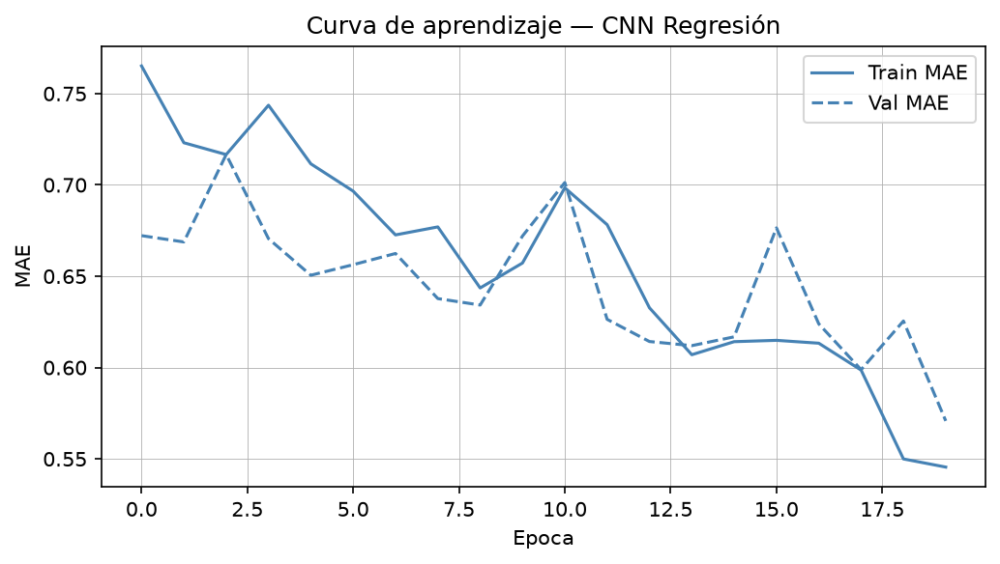 Curva de aprendizaje — CNN Regresión
Train MAE
Val MAE
MAE
0.75
0.70
0.65
0.60
0.55
0.0 2.5 5.0 7.5 10.0 12.5 15.0 17.5
Epoca